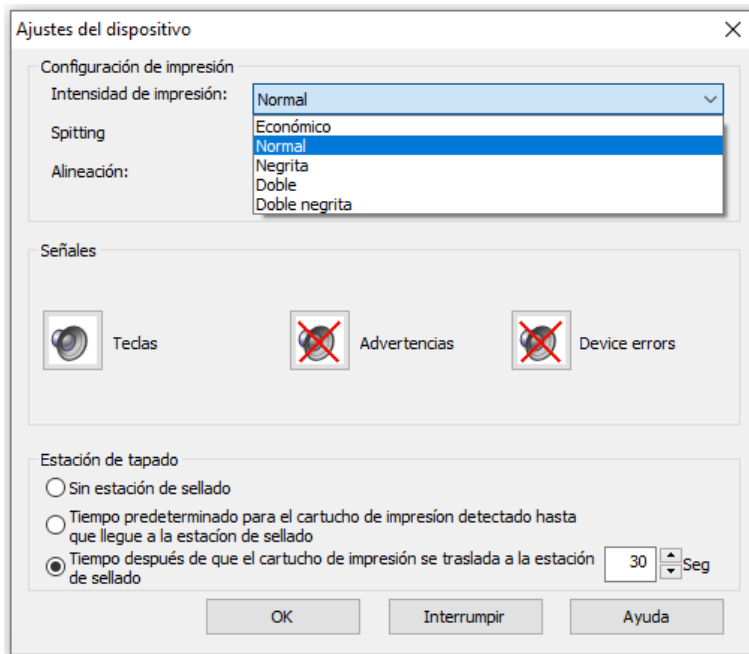 Ajustes del dispositivo
Configuración de impresión
Intensidad de impresión:
Normal
Económico
Spitting
Normal
Negrita
Alineación:
Doble
Doble negrita
Señales
Teclas
Advertencias
Device errors
Estación de tapado
Sin estación de sellado
Tiempo predeterminado para el cartucho de impresíon detectado hasta
que llegue a la estacíon de sellado
Tiempo después de que el cartucho de impresión se traslada a la estación
de sellado
30
Seg
OK
Interrumpir
Ayuda